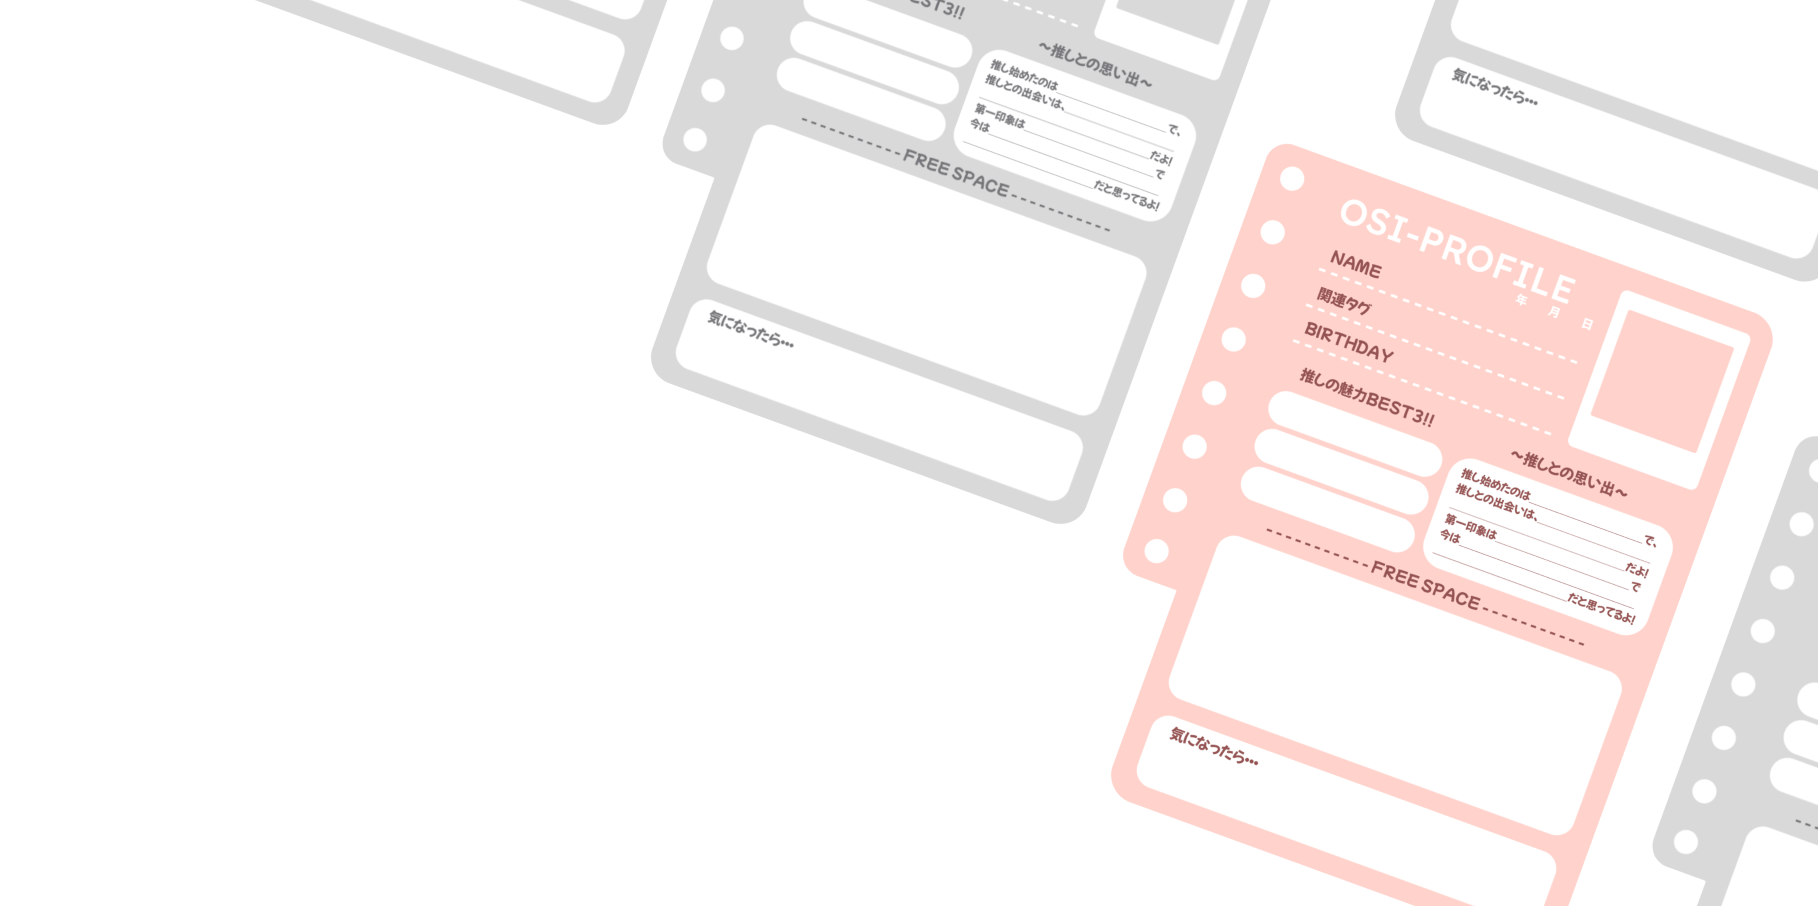 EST3!!
～推しとの思い出～
推し始めたのは
で、
推しとの出会いは、
だよ!
第一印象は
で
今は
だと思ってるよ!
FREE SPACE
気になったら…
気になったら…
OSI-PROFILE
年 月 日
NAME
関連タグ
BIRTHDAY
推しの魅力BEST3!!
～推しとの思い出～
推し始めたのは
で、
推しとの出会いは、
だよ!
第一印象は
で
今は
だと思ってるよ!
FREE SPACE
気になったら…